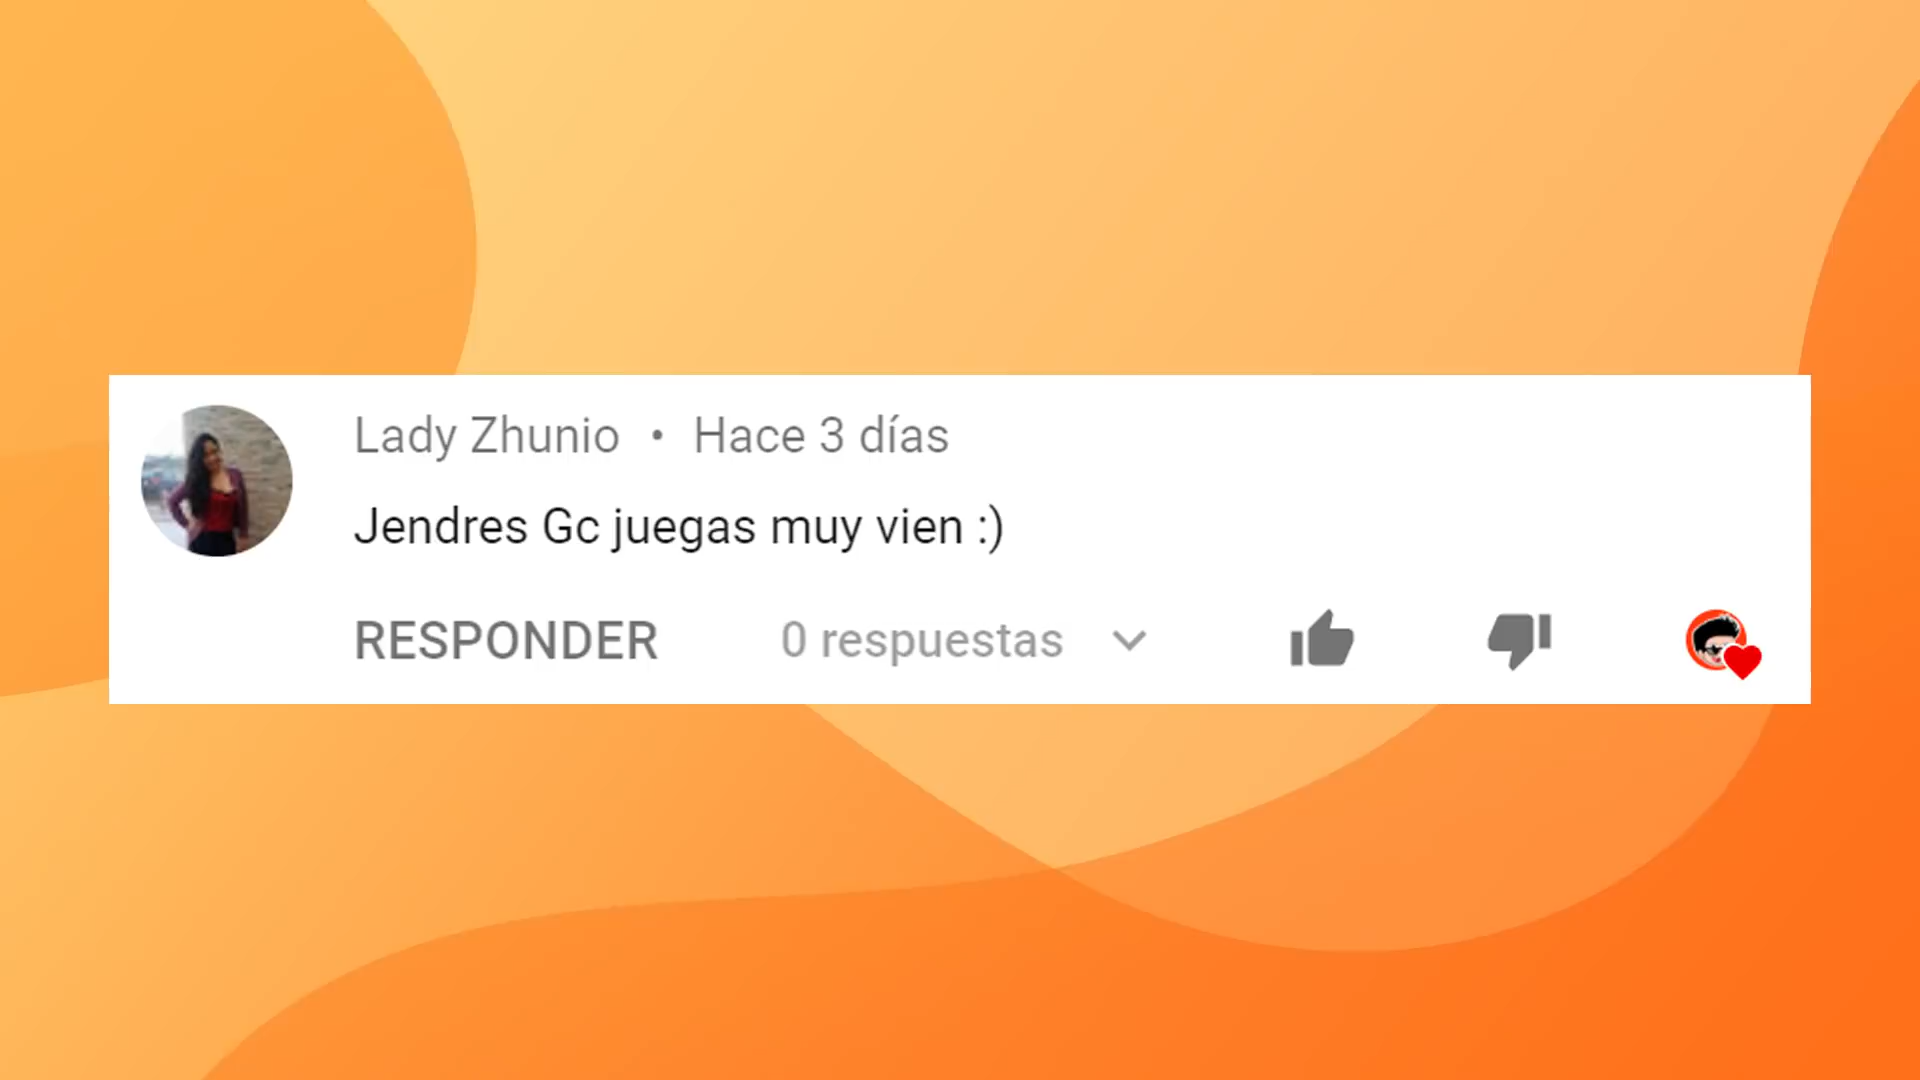 Lady Zhunio • Hace 3 días
Jendres Gc juegas muy vien :)
RESPONDER 0 respuestas